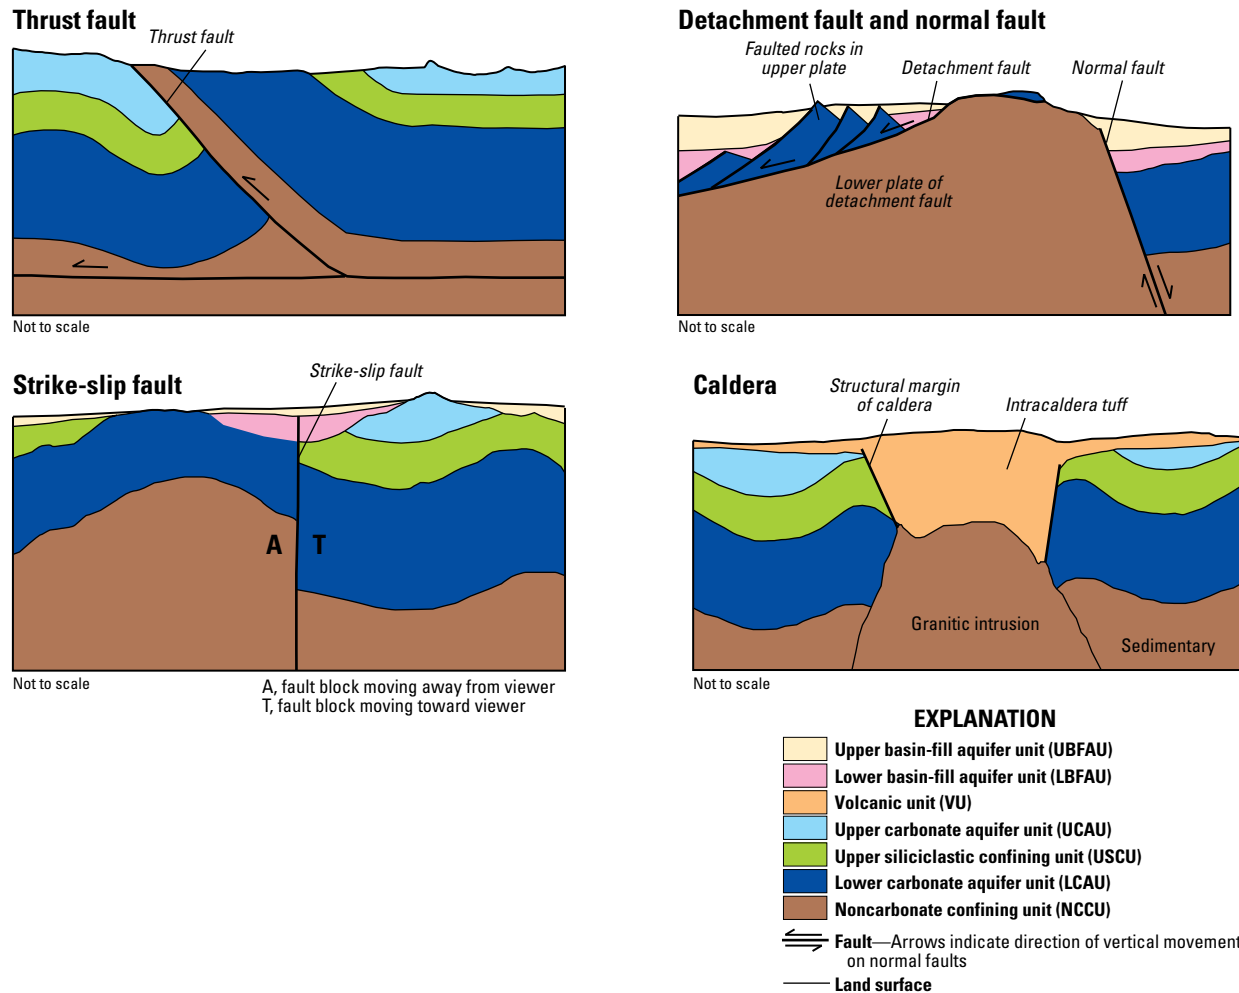 Thrust fault
Thrust fault
Not to scale
Detachment fault and normal fault
Faulted rocks in
upper plate
Detachment fault
Normal fault
Lower plate of
detachment fault
Not to scale
Strike-slip fault
Strike-slip fault
A
T
Not to scale
A, fault block moving away from viewer
T, fault block moving toward viewer
Caldera
Structural margin
of caldera
Intracaldera tuff
Granitic intrusion
Sedimentary
Not to scale
EXPLANATION
Upper basin-fill aquifer unit (UBFAU)
Lower basin-fill aquifer unit (LBFAU)
Volcanic unit (VU)
Upper carbonate aquifer unit (UCAU)
Upper siliciclastic confining unit (USCU)
Lower carbonate aquifer unit (LCAU)
Noncarbonate confining unit (NCCU)
Fault—Arrows indicate direction of vertical movement
on normal faults
Land surface